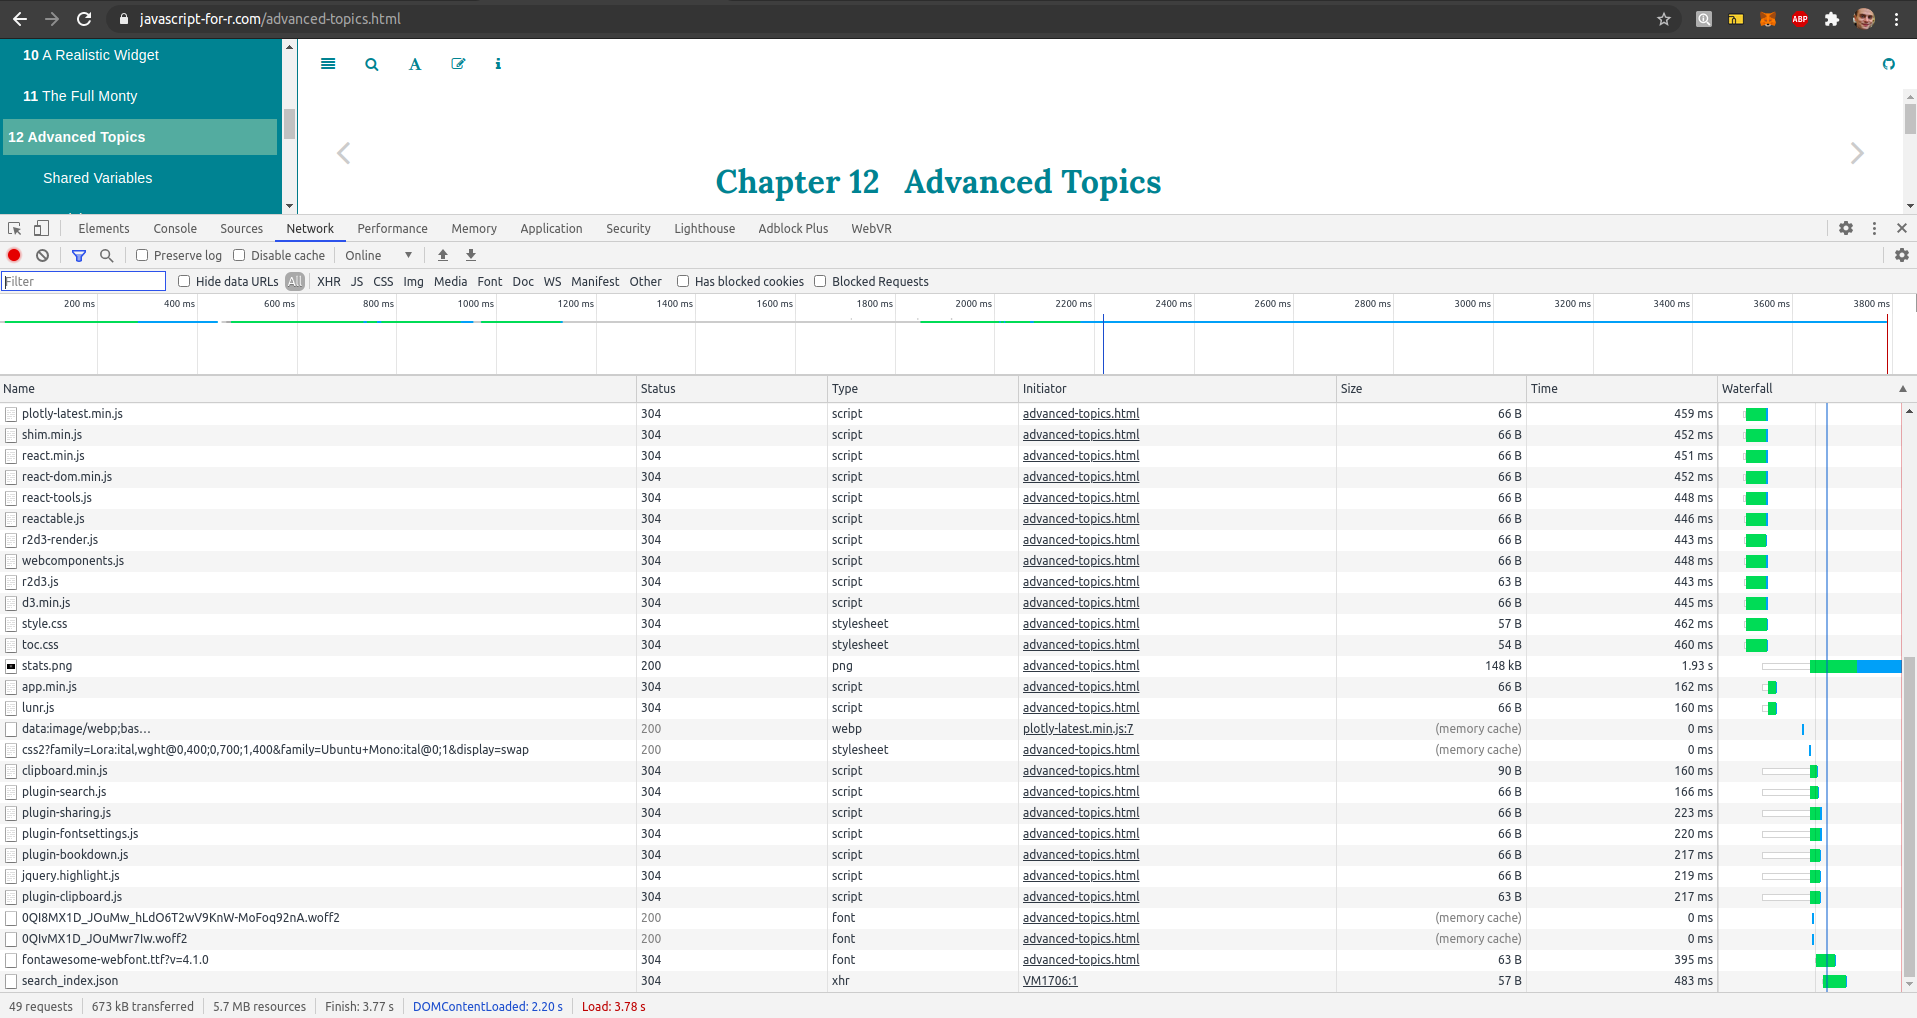 javascript-for-r.com/advanced-topics.html
ABP
10 A Realistic Widget
11 The Full Monty
12 Advanced Topics
Shared Variables
A
i
Chapter 12 Advanced Topics
Elements Console Sources Network Performance Memory Application Security Lighthouse Adblock Plus WebVR
Preserve log Disable cache Online
Filter Hide data URLs All XHR JS CSS Img Media Font Doc WS Manifest Other Has blocked cookies Blocked Requests
200 ms 400 ms 600 ms 800 ms 1000 ms 1200 ms 1400 ms 1600 ms 1800 ms 2000 ms 2200 ms 2400 ms 2600 ms 2800 ms 3000 ms 3200 ms 3400 ms 3600 ms 3800 ms
Name Status Type Initiator Size Time Waterfall
plotly-latest.min.js 304 script advanced-topics.html 66 B 459 ms
shim.min.js 304 script advanced-topics.html 66 B 452 ms
react.min.js 304 script advanced-topics.html 66 B 451 ms
react-dom.min.js 304 script advanced-topics.html 66 B 452 ms
react-tools.js 304 script advanced-topics.html 66 B 448 ms
reactable.js 304 script advanced-topics.html 66 B 446 ms
r2d3-render.js 304 script advanced-topics.html 66 B 443 ms
webcomponents.js 304 script advanced-topics.html 66 B 448 ms
r2d3.js 304 script advanced-topics.html 63 B 443 ms
d3.min.js 304 script advanced-topics.html 66 B 445 ms
style.css 304 stylesheet advanced-topics.html 57 B 462 ms
toc.css 304 stylesheet advanced-topics.html 54 B 460 ms
stats.png 200 png advanced-topics.html 148 kB 1.93 s
app.min.js 304 script advanced-topics.html 66 B 162 ms
lunr.js 304 script advanced-topics.html 66 B 160 ms
data:image/webp;bas… 200 webp plotly-latest.min.js:7 (memory cache) 0 ms
css2?family=Lora:ital,wght@0,400;0,700;1,400&family=Ubuntu+Mono:ital@0;1&display=swap 200 stylesheet advanced-topics.html (memory cache) 0 ms
clipboard.min.js 304 script advanced-topics.html 90 B 160 ms
plugin-search.js 304 script advanced-topics.html 66 B 166 ms
plugin-sharing.js 304 script advanced-topics.html 66 B 223 ms
plugin-fontsettings.js 304 script advanced-topics.html 66 B 220 ms
plugin-bookdown.js 304 script advanced-topics.html 66 B 217 ms
jquery.highlight.js 304 script advanced-topics.html 66 B 219 ms
plugin-clipboard.js 304 script advanced-topics.html 63 B 217 ms
0QI8MX1D_JOuMw_hLdO6T2wV9KnW-MoFoq92nA.woff2 200 font advanced-topics.html (memory cache) 0 ms
0QIvMX1D_JOuMwr7Iw.woff2 200 font advanced-topics.html (memory cache) 0 ms
fontawesome-webfont.ttf?v=4.1.0 304 font advanced-topics.html 63 B 395 ms
search_index.json 304 xhr VM1706:1 57 B 483 ms
49 requests 673 kB transferred 5.7 MB resources Finish: 3.77 s DOMContentLoaded: 2.20 s Load: 3.78 s